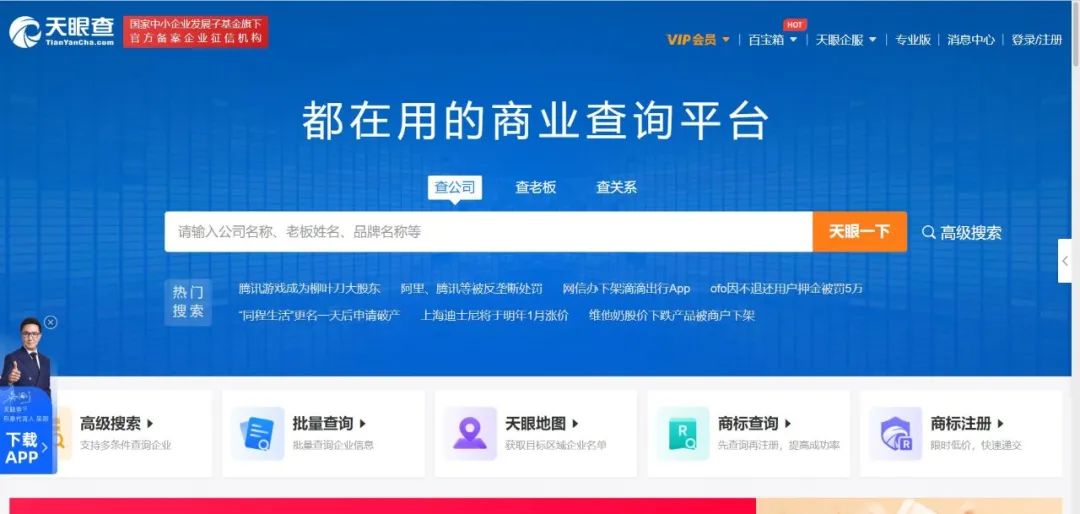 天眼查
TianYanCha.com
国家中小企业发展子基金旗下
官方备案企业征信机构
VIP会员
百宝箱
HOT
天眼企服
专业版
消息中心
登录/注册
都在用的商业查询平台
查公司
查老板
查关系
请输入公司名称、老板姓名、品牌名称等
天眼一下
高级搜索
热门
搜索
腾讯游戏成为柳叶刀大股东
阿里、腾讯等被反垄断处罚
网信办下架滴滴出行App
ofo因不退还用户押金被罚5万
“同程生活”更名一天后申请破产
上海迪士尼将于明年1月涨价
维他奶股价下跌产品被商户下架
下载
APP
高级搜索
支持多条件查询企业
批量查询
批量查询企业信息
天眼地图
获取目标区域企业名单
商标查询
先查询再注册，提高成功率
商标注册
限时低价，快速递交